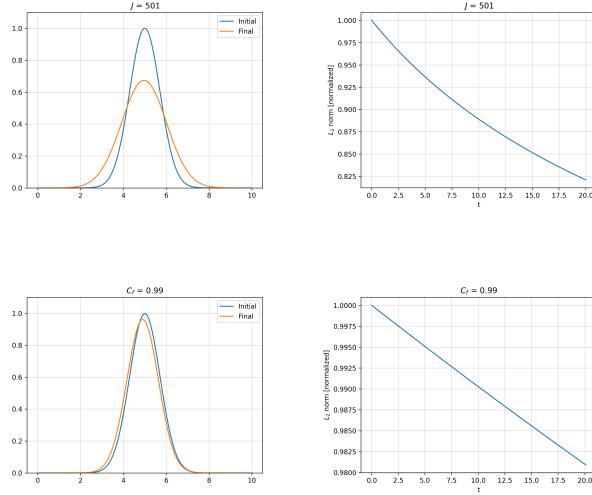 J = 501
Initial
Final
1.0
0.8
0.6
0.4
0.2
0.0
0 2 4 6 8 10
J = 501
L₂ norm [normalized]
1.000
0.975
0.950
0.925
0.900
0.875
0.850
0.825
0.0 2.5 5.0 7.5 10.0 12.5 15.0 17.5 20.0
t
C_f = 0.99
Initial
Final
1.0
0.8
0.6
0.4
0.2
0.0
0 2 4 6 8 10
C_f = 0.99
L₂ norm [normalized]
1.0000
0.9975
0.9950
0.9925
0.9900
0.9875
0.9850
0.9825
0.9800
0.0 2.5 5.0 7.5 10.0 12.5 15.0 17.5 20.0
t